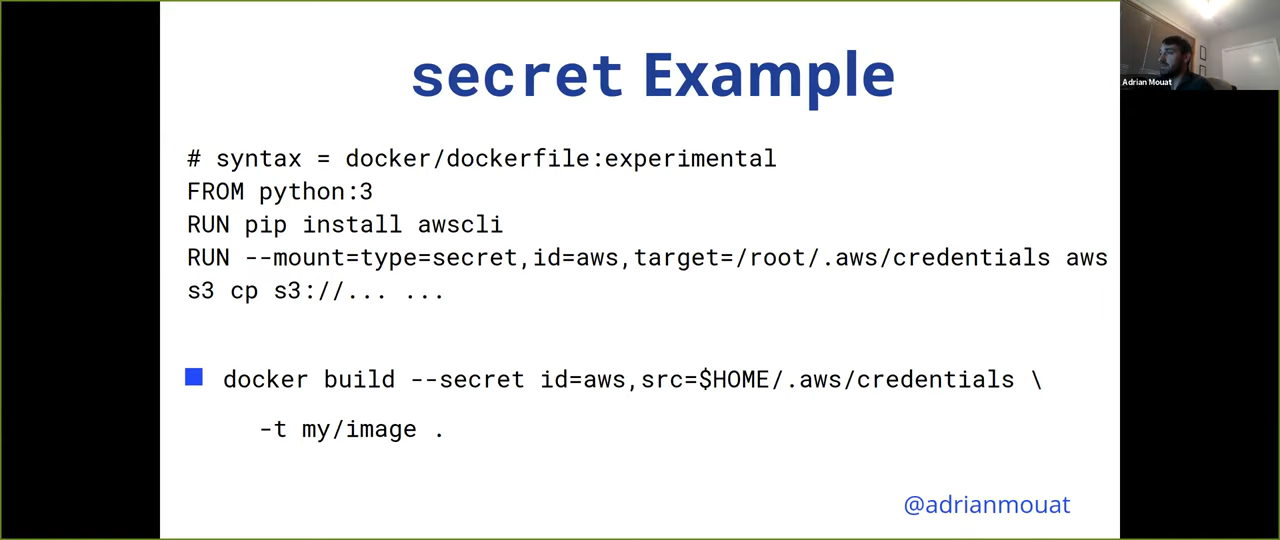 secret Example
Adrian Mouat
# syntax = docker/dockerfile:experimental
FROM python:3
RUN pip install awscli
RUN --mount=type=secret,id=aws,target=/root/.aws/credentials aws
s3 cp s3://... ...
docker build --secret id=aws,src=$HOME/.aws/credentials \
-t my/image .
@adrianmouat